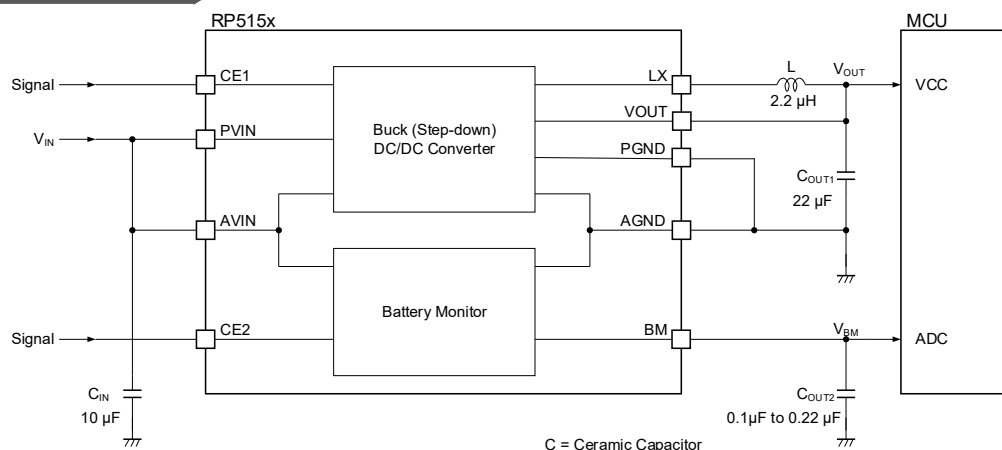 RP515x
MCU
Signal
CE1
LX
L
2.2 µH
VOUT
VCC
VOUT
VIN
PVIN
Buck (Step-down)
DC/DC Converter
PGND
COUT1
22 µF
AVIN
AGND
Battery Monitor
Signal
CE2
BM
VBM
ADC
CIN
10 µF
COUT2
0.1µF to 0.22 µF
C = Ceramic Capacitor